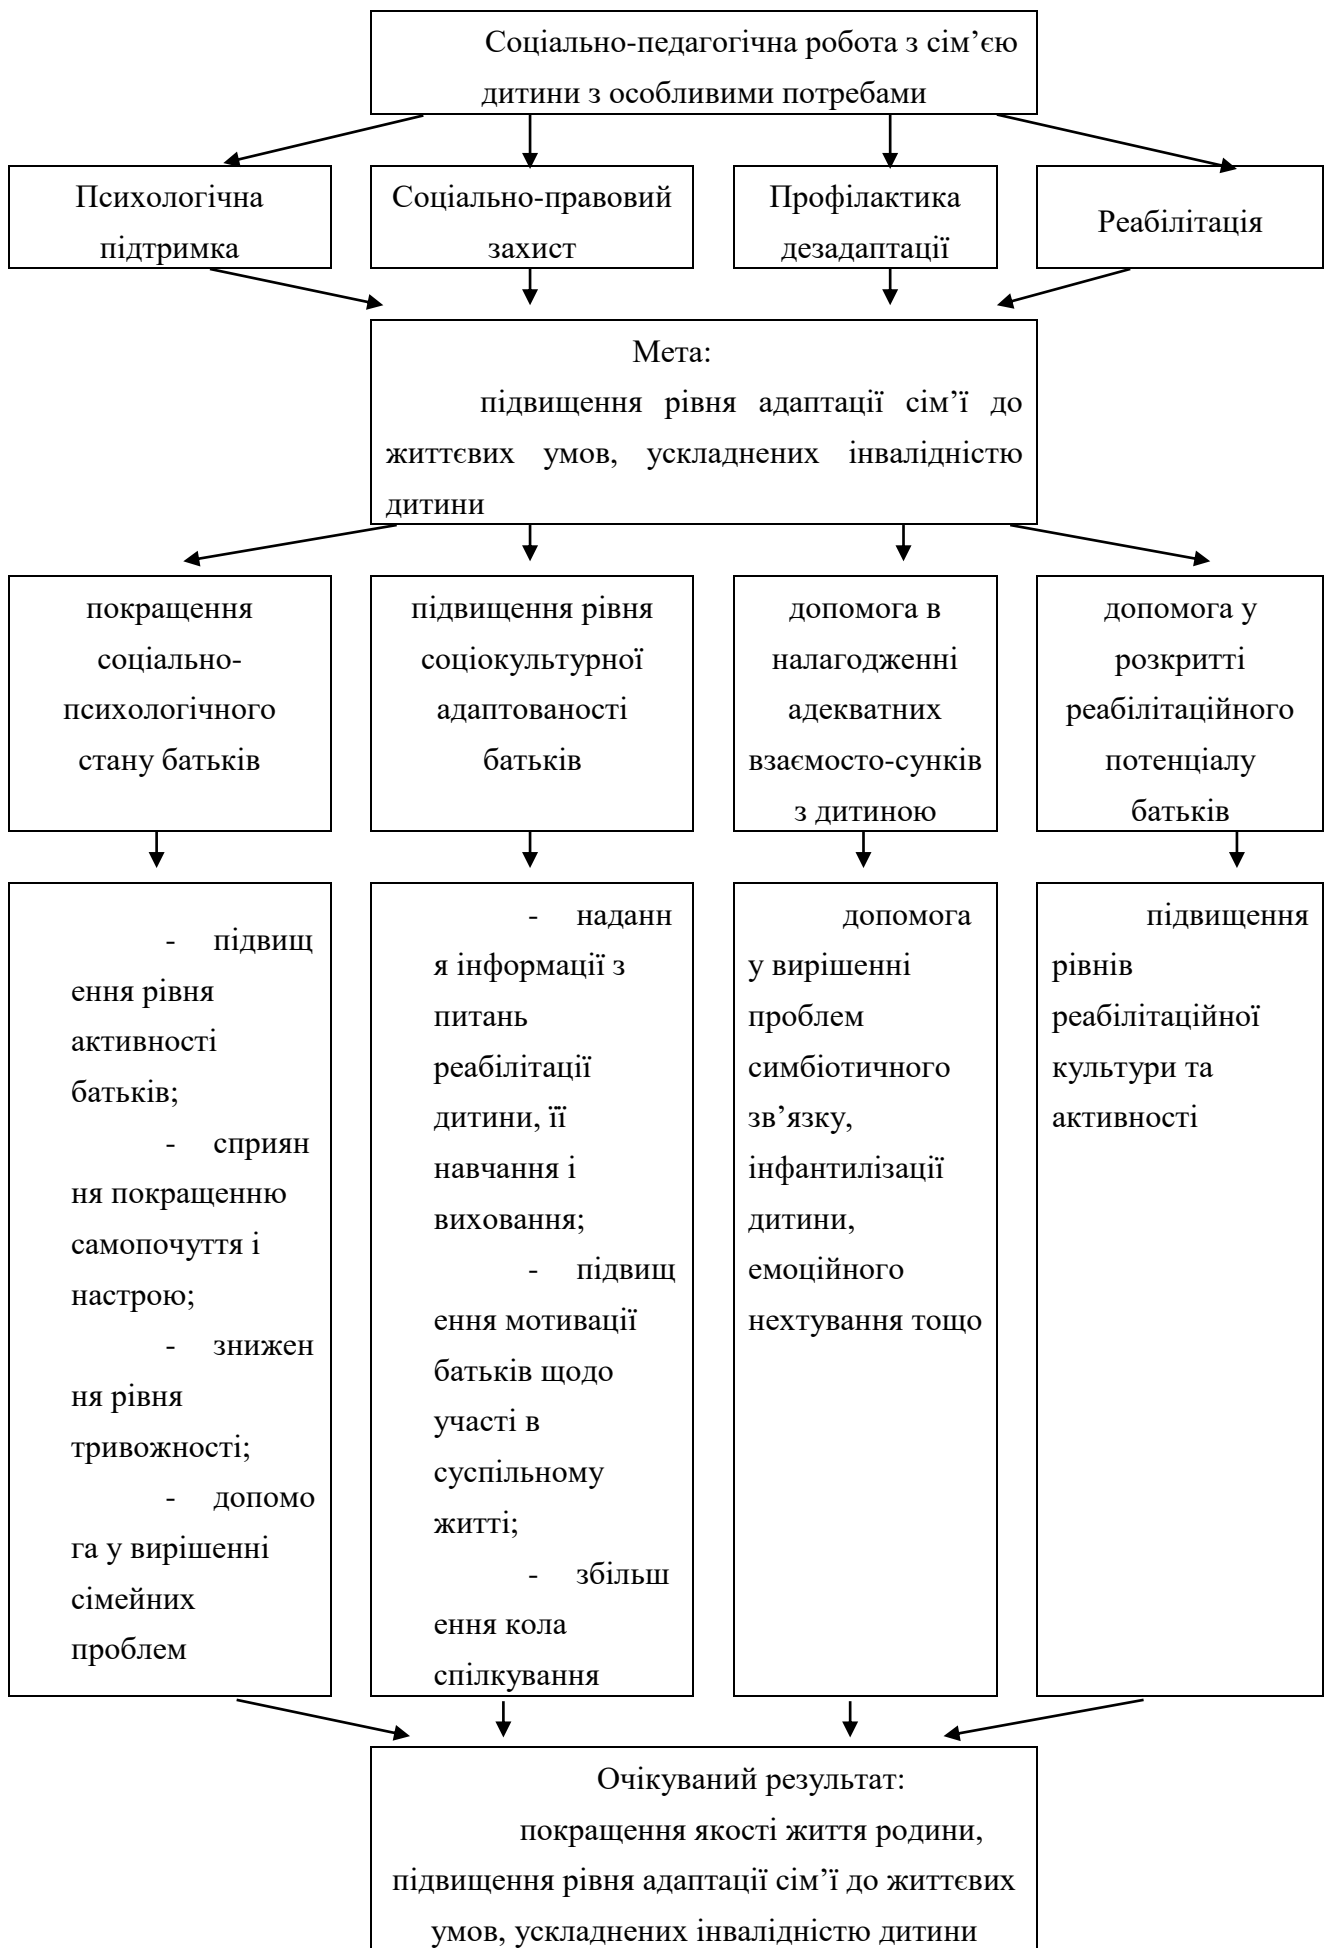 Соціально-педагогічна робота з сім’єю
дитини з особливими потребами
Психологічна
підтримка
Соціально-правовий
захист
Профілактика
дезадаптації
Реабілітація
Мета:
підвищення рівня адаптації сім’ї до
життєвих умов, ускладнених інвалідністю
дитини
покращення
соціально-
психологічного
стану батьків
підвищення рівня
соціокультурної
адаптованості
батьків
допомога в
налагодженні
адекватних
взаємосто-сунків
з дитиною
допомога у
розкритті
реабілітаційного
потенціалу
батьків
- підвищ
ення рівня
активності
батьків;
- сприян
ня покращенню
самопочуття і
настрою;
- знижен
ня рівня
тривожності;
- допомо
га у вирішенні
сімейних
проблем
- наданн
я інформації з
питань
реабілітації
дитини, її
навчання і
виховання;
- підвищ
ення мотивації
батьків щодо
участі в
суспільному
житті;
- збільш
ення кола
спілкування
допомога
у вирішенні
проблем
симбіотичного
зв’язку,
інфантилізації
дитини,
емоційного
нехтування тощо
підвищення
рівнів
реабілітаційної
культури та
активності
Очікуваний результат:
покращення якості життя родини,
підвищення рівня адаптації сім’ї до життєвих
умов, ускладнених інвалідністю дитини